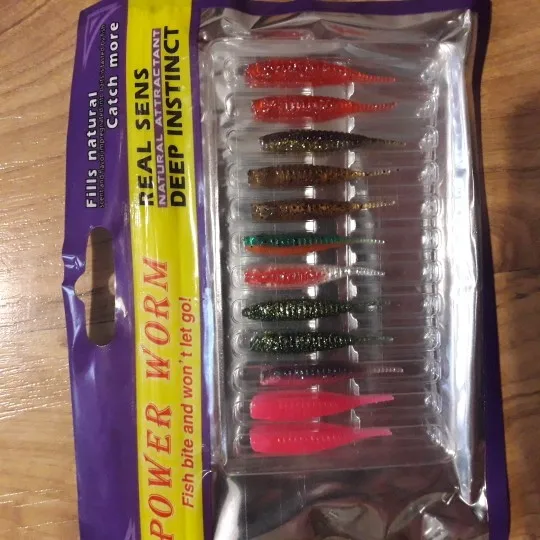 Fills natural
Catch more
REAL SENS
NATURAL ATTRACTANT
DEEP INSTINCT
POWER WORM
Fish bite and won't let go!